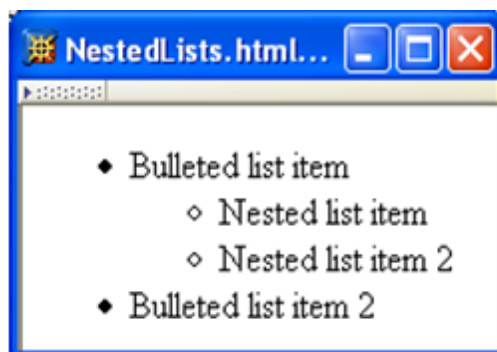 NestedLists.html...
Bulleted list item
Nested list item
Nested list item 2
Bulleted list item 2